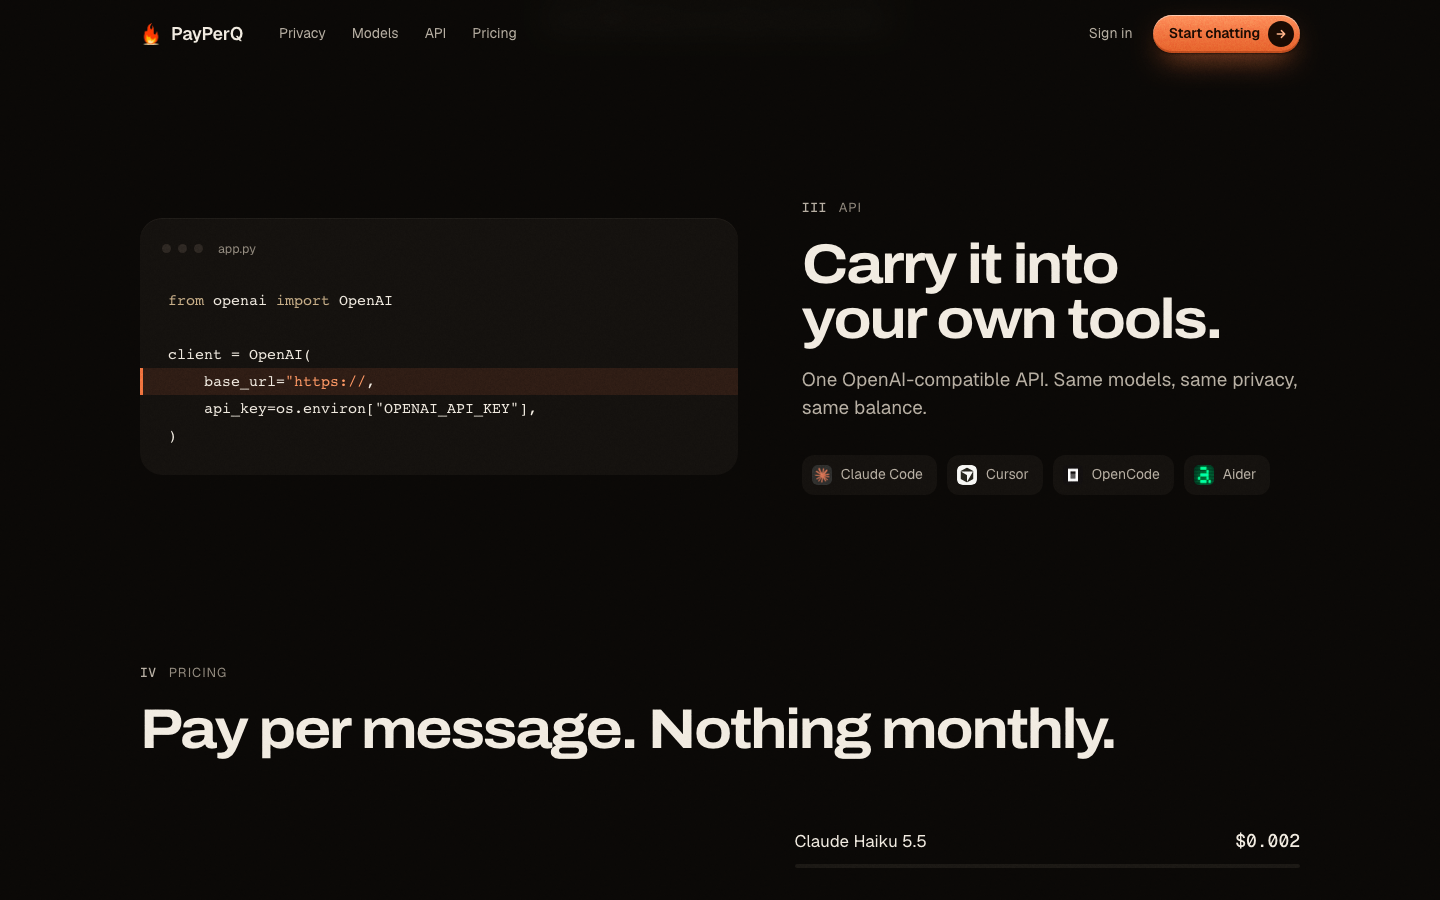 PayPerQ
Privacy
Models
API
Pricing
Sign in
Start chatting
app.py
from openai import OpenAI
client = OpenAI(
base_url="https://,
api_key=os.environ["OPENAI_API_KEY"],
)
III API
Carry it into
your own tools.
One OpenAI-compatible API. Same models, same privacy,
same balance.
Claude Code
Cursor
OpenCode
Aider
IV PRICING
Pay per message. Nothing monthly.
Claude Haiku 5.5
$0.002